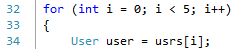 32 for (int i = 0; i < 5; i++)
33 {
34     User user = usrs[i];